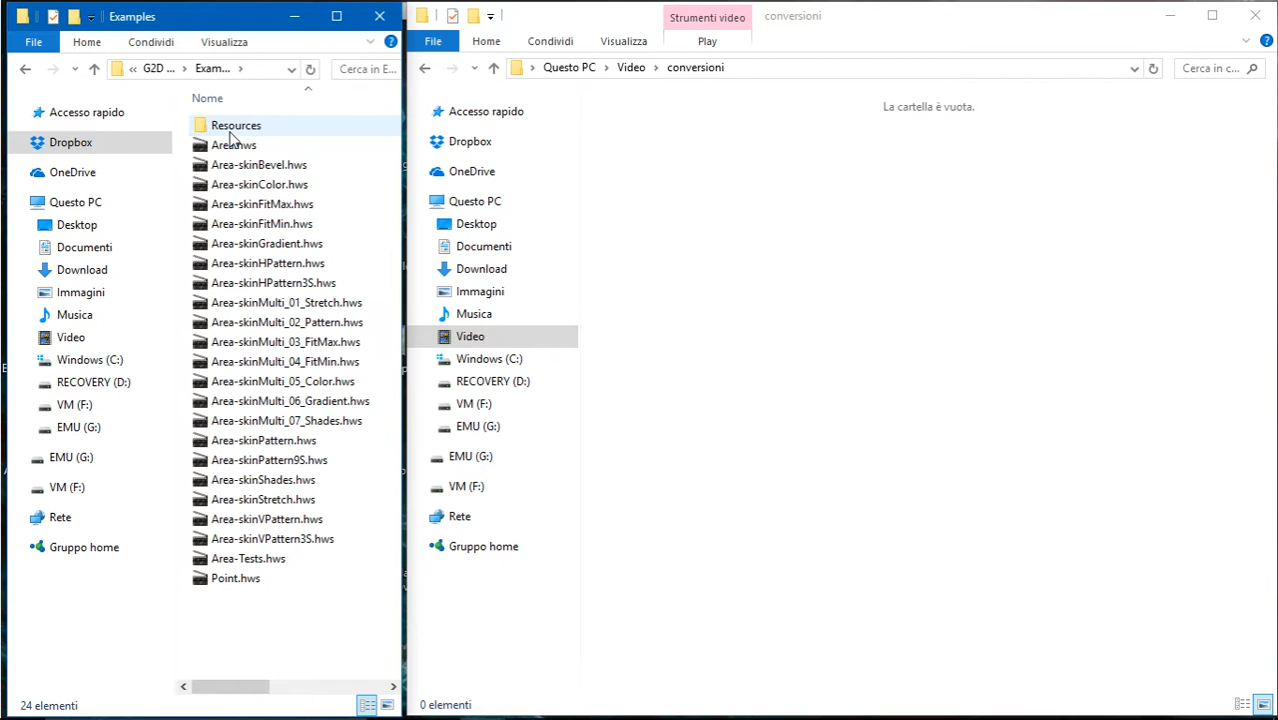 Examples
File Home Condividi Visualizza
« G2D ... > Exam... > Cerca in E...
Accesso rapido
Dropbox
OneDrive
Questo PC
Desktop
Documenti
Download
Immagini
Musica
Video
Windows (C:)
RECOVERY (D:)
VM (F:)
EMU (G:)
EMU (G:)
VM (F:)
Rete
Gruppo home
Nome
Resources
Area.hws
Area-skinBevel.hws
Area-skinColor.hws
Area-skinFitMax.hws
Area-skinFitMin.hws
Area-skinGradient.hws
Area-skinHPattern.hws
Area-skinHPattern3S.hws
Area-skinMulti_01_Stretch.hws
Area-skinMulti_02_Pattern.hws
Area-skinMulti_03_FitMax.hws
Area-skinMulti_04_FitMin.hws
Area-skinMulti_05_Color.hws
Area-skinMulti_06_Gradient.hws
Area-skinMulti_07_Shades.hws
Area-skinPattern.hws
Area-skinPattern9S.hws
Area-skinShades.hws
Area-skinStretch.hws
Area-skinVPattern.hws
Area-skinVPattern3S.hws
Area-Tests.hws
Point.hws
24 elementi
Strumenti video conversioni
File Home Condividi Visualizza Play
> Questo PC > Video > conversioni Cerca in c...
Accesso rapido
Dropbox
OneDrive
Questo PC
Desktop
Documenti
Download
Immagini
Musica
Video
Windows (C:)
RECOVERY (D:)
VM (F:)
EMU (G:)
EMU (G:)
VM (F:)
Rete
Gruppo home
La cartella è vuota.
0 elementi